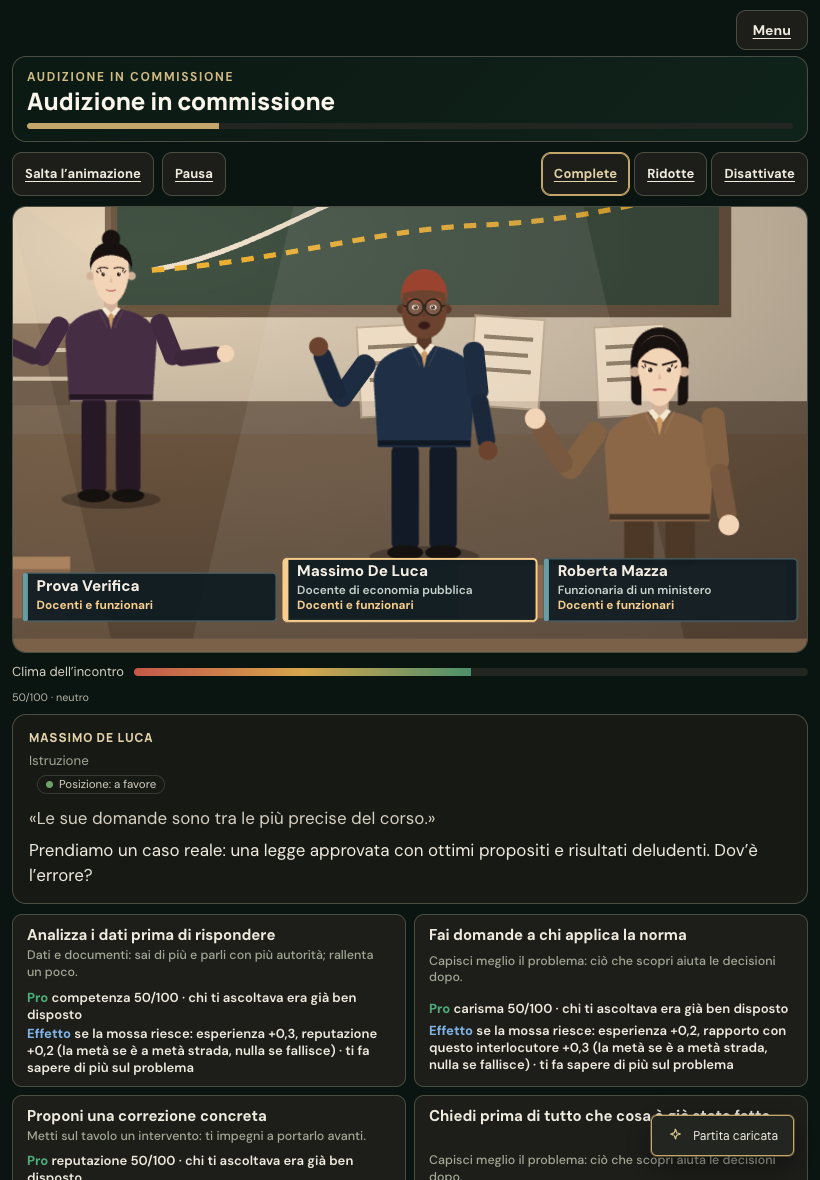 Menu
AUDIZIONE IN COMMISSIONE
Audizione in commissione
Salta l’animazione
Pausa
Complete
Ridotte
Disattivate
Prova Verifica
Docenti e funzionari
Massimo De Luca
Docente di economia pubblica
Docenti e funzionari
Roberta Mazza
Funzionaria di un ministero
Docenti e funzionari
Clima dell’incontro
50/100 · neutro
MASSIMO DE LUCA
Istruzione
Posizione: a favore
«Le sue domande sono tra le più precise del corso.»
Prendiamo un caso reale: una legge approvata con ottimi propositi e risultati deludenti. Dov’è
l’errore?
Analizza i dati prima di rispondere
Dati e documenti: sai di più e parli con più autorità; rallenta
un poco.
Pro competenza 50/100 · chi ti ascoltava era già ben
disposto
Effetto se la mossa riesce: esperienza +0,3, reputazione
+0,2 (la metà se è a metà strada, nulla se fallisce) · ti fa
sapere di più sul problema
Fai domande a chi applica la norma
Capisci meglio il problema: ciò che scopri aiuta le decisioni
dopo.
Pro carisma 50/100 · chi ti ascoltava era già ben disposto
Effetto se la mossa riesce: esperienza +0,2, rapporto con
questo interlocutore +0,3 (la metà se è a metà strada,
nulla se fallisce) · ti fa sapere di più sul problema
Proponi una correzione concreta
Metti sul tavolo un intervento: ti impegni a portarlo avanti.
Pro reputazione 50/100 · chi ti ascoltava era già ben
disposto
Chiedi prima di tutto che cosa è già stato fatto
Capisci meglio il problema: ciò che scopri aiuta le decisioni
dopo.
Partita caricata